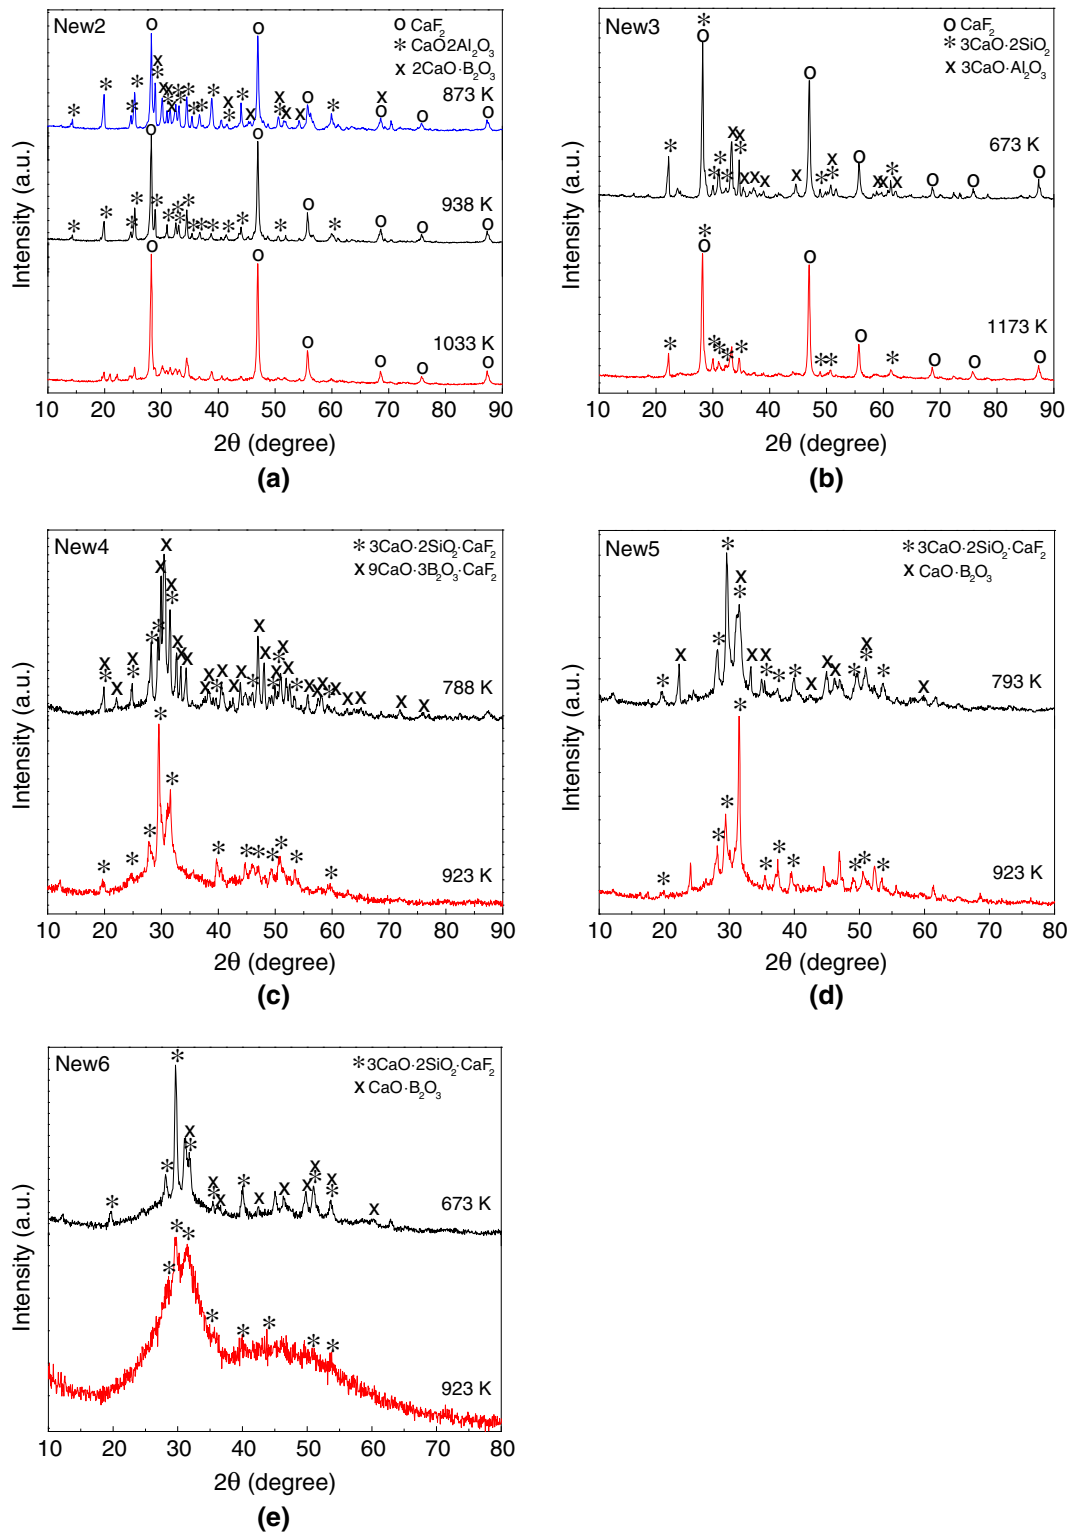 New2
o CaF₂
* CaO2Al₂O₃
x 2CaO·B₂O₃
873 K
938 K
1033 K
Intensity (a.u.)
10 20 30 40 50 60 70 80 90
2θ (degree)
(a)
New3
o CaF₂
* 3CaO·2SiO₂
x 3CaO·Al₂O₃
673 K
1173 K
Intensity (a.u.)
10 20 30 40 50 60 70 80 90
2θ (degree)
(b)
New4
* 3CaO·2SiO₂·CaF₂
x 9CaO·3B₂O₃·CaF₂
788 K
923 K
Intensity (a.u.)
10 20 30 40 50 60 70 80 90
2θ (degree)
(c)
New5
* 3CaO·2SiO₂·CaF₂
x CaO·B₂O₃
793 K
923 K
Intensity (a.u.)
10 20 30 40 50 60 70 80
2θ (degree)
(d)
New6
* 3CaO·2SiO₂·CaF₂
x CaO·B₂O₃
673 K
923 K
Intensity (a.u.)
10 20 30 40 50 60 70 80
2θ (degree)
(e)